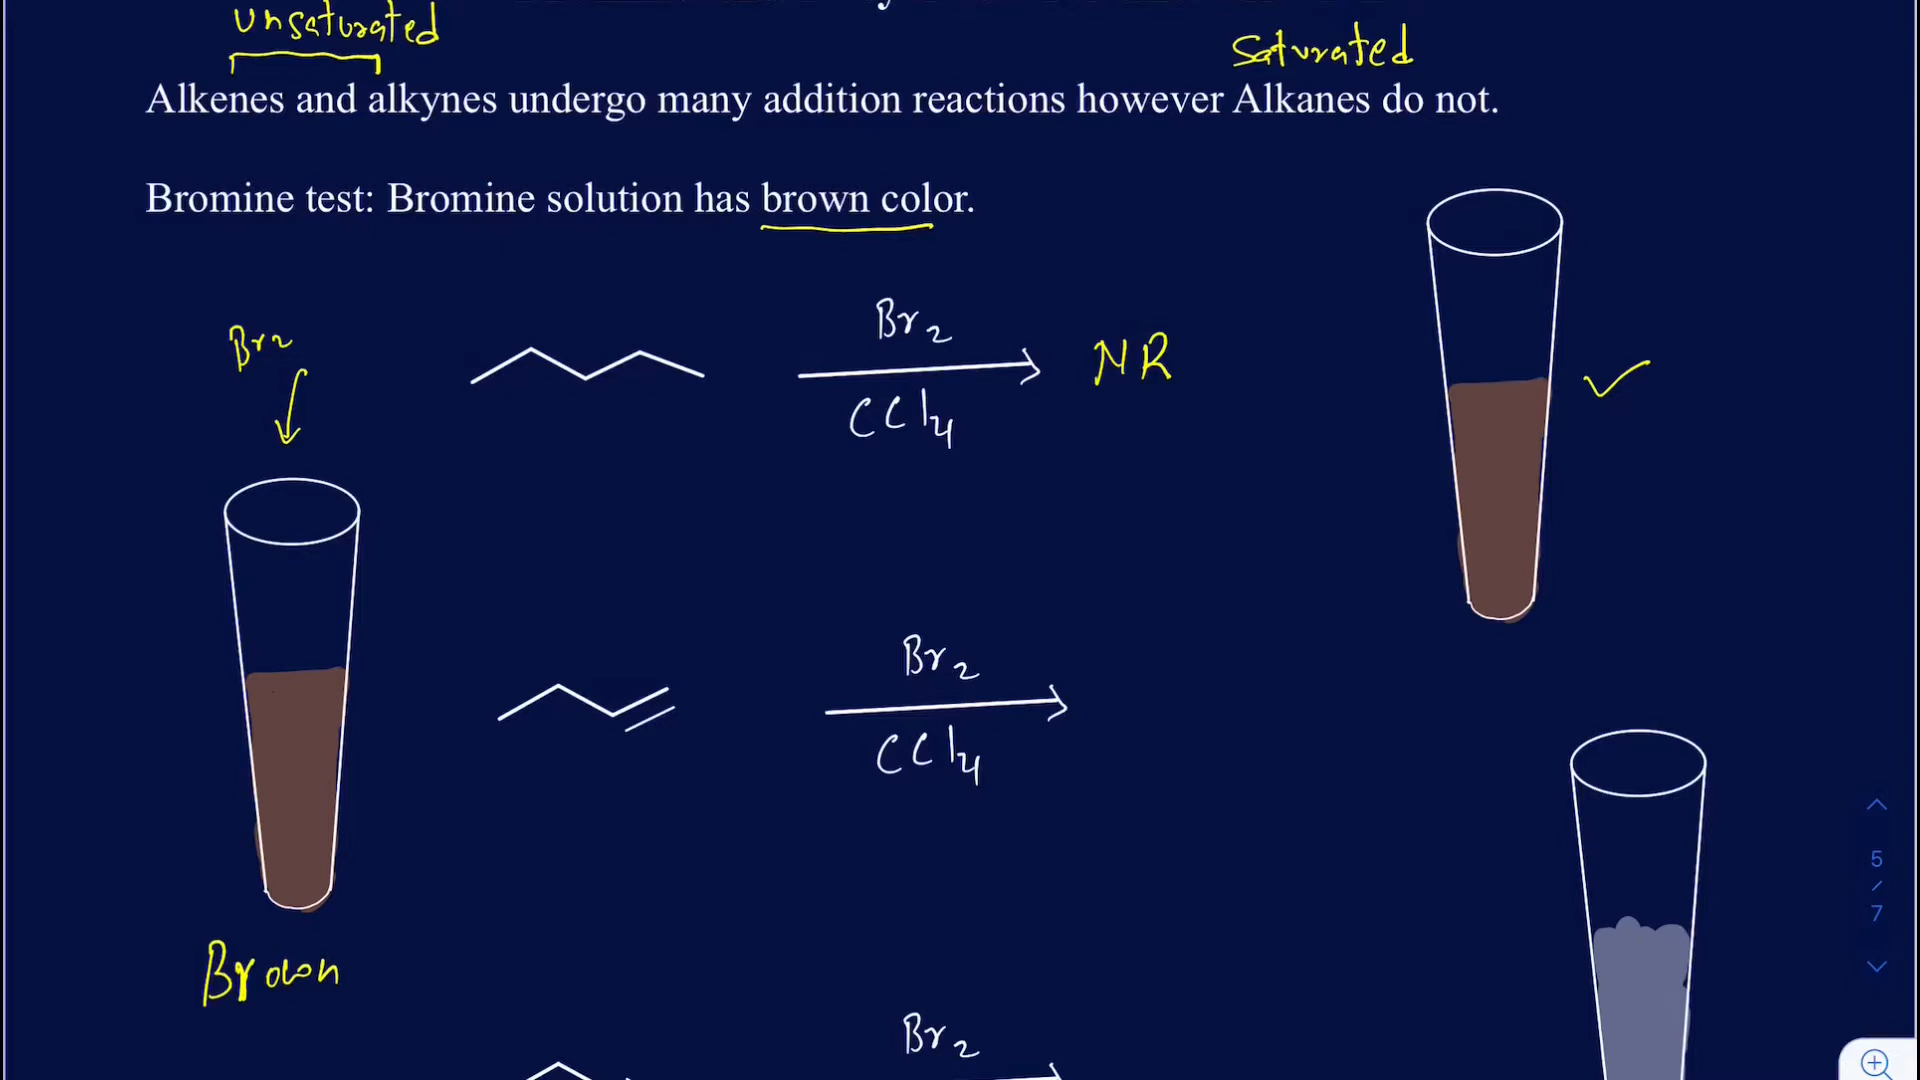 unsaturated
saturated
Alkenes and alkynes undergo many addition reactions however Alkanes do not.
Bromine test: Bromine solution has brown color.
Br2
Br2
CCl4
NR
Br2
CCl4
Brown
Br2
5
/
7